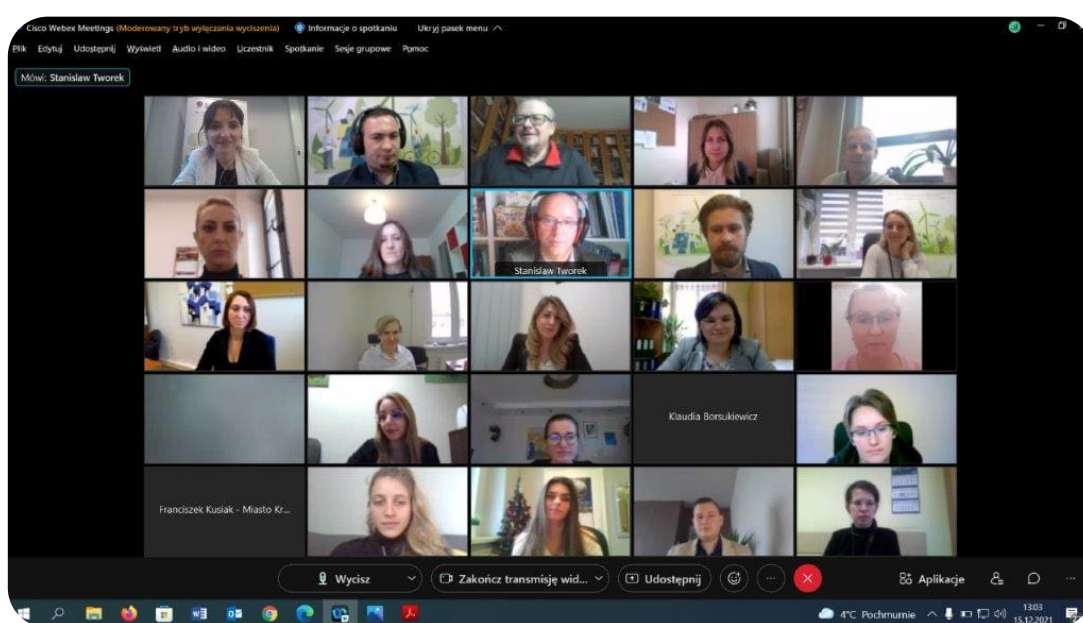 Cisco Webex Meetings (Moderowany tryb wyłączania wyciszenia) Informacje o spotkaniu Ukryj pasek menu
Plik Edytuj Udostępnij Wyświetl Audio i wideo Uczestnik Spotkanie Sesje grupowe Pomoc
Mówi: Stanislaw Tworek
Stanislaw Tworek
Klaudia Borsukiewicz
Franciszek Kusiak - Miasto Kr...
Wycisz Zakończ transmisję wid... Udostępnij Aplikacje
4°C Pochmurnie 13:03
15.12.2021